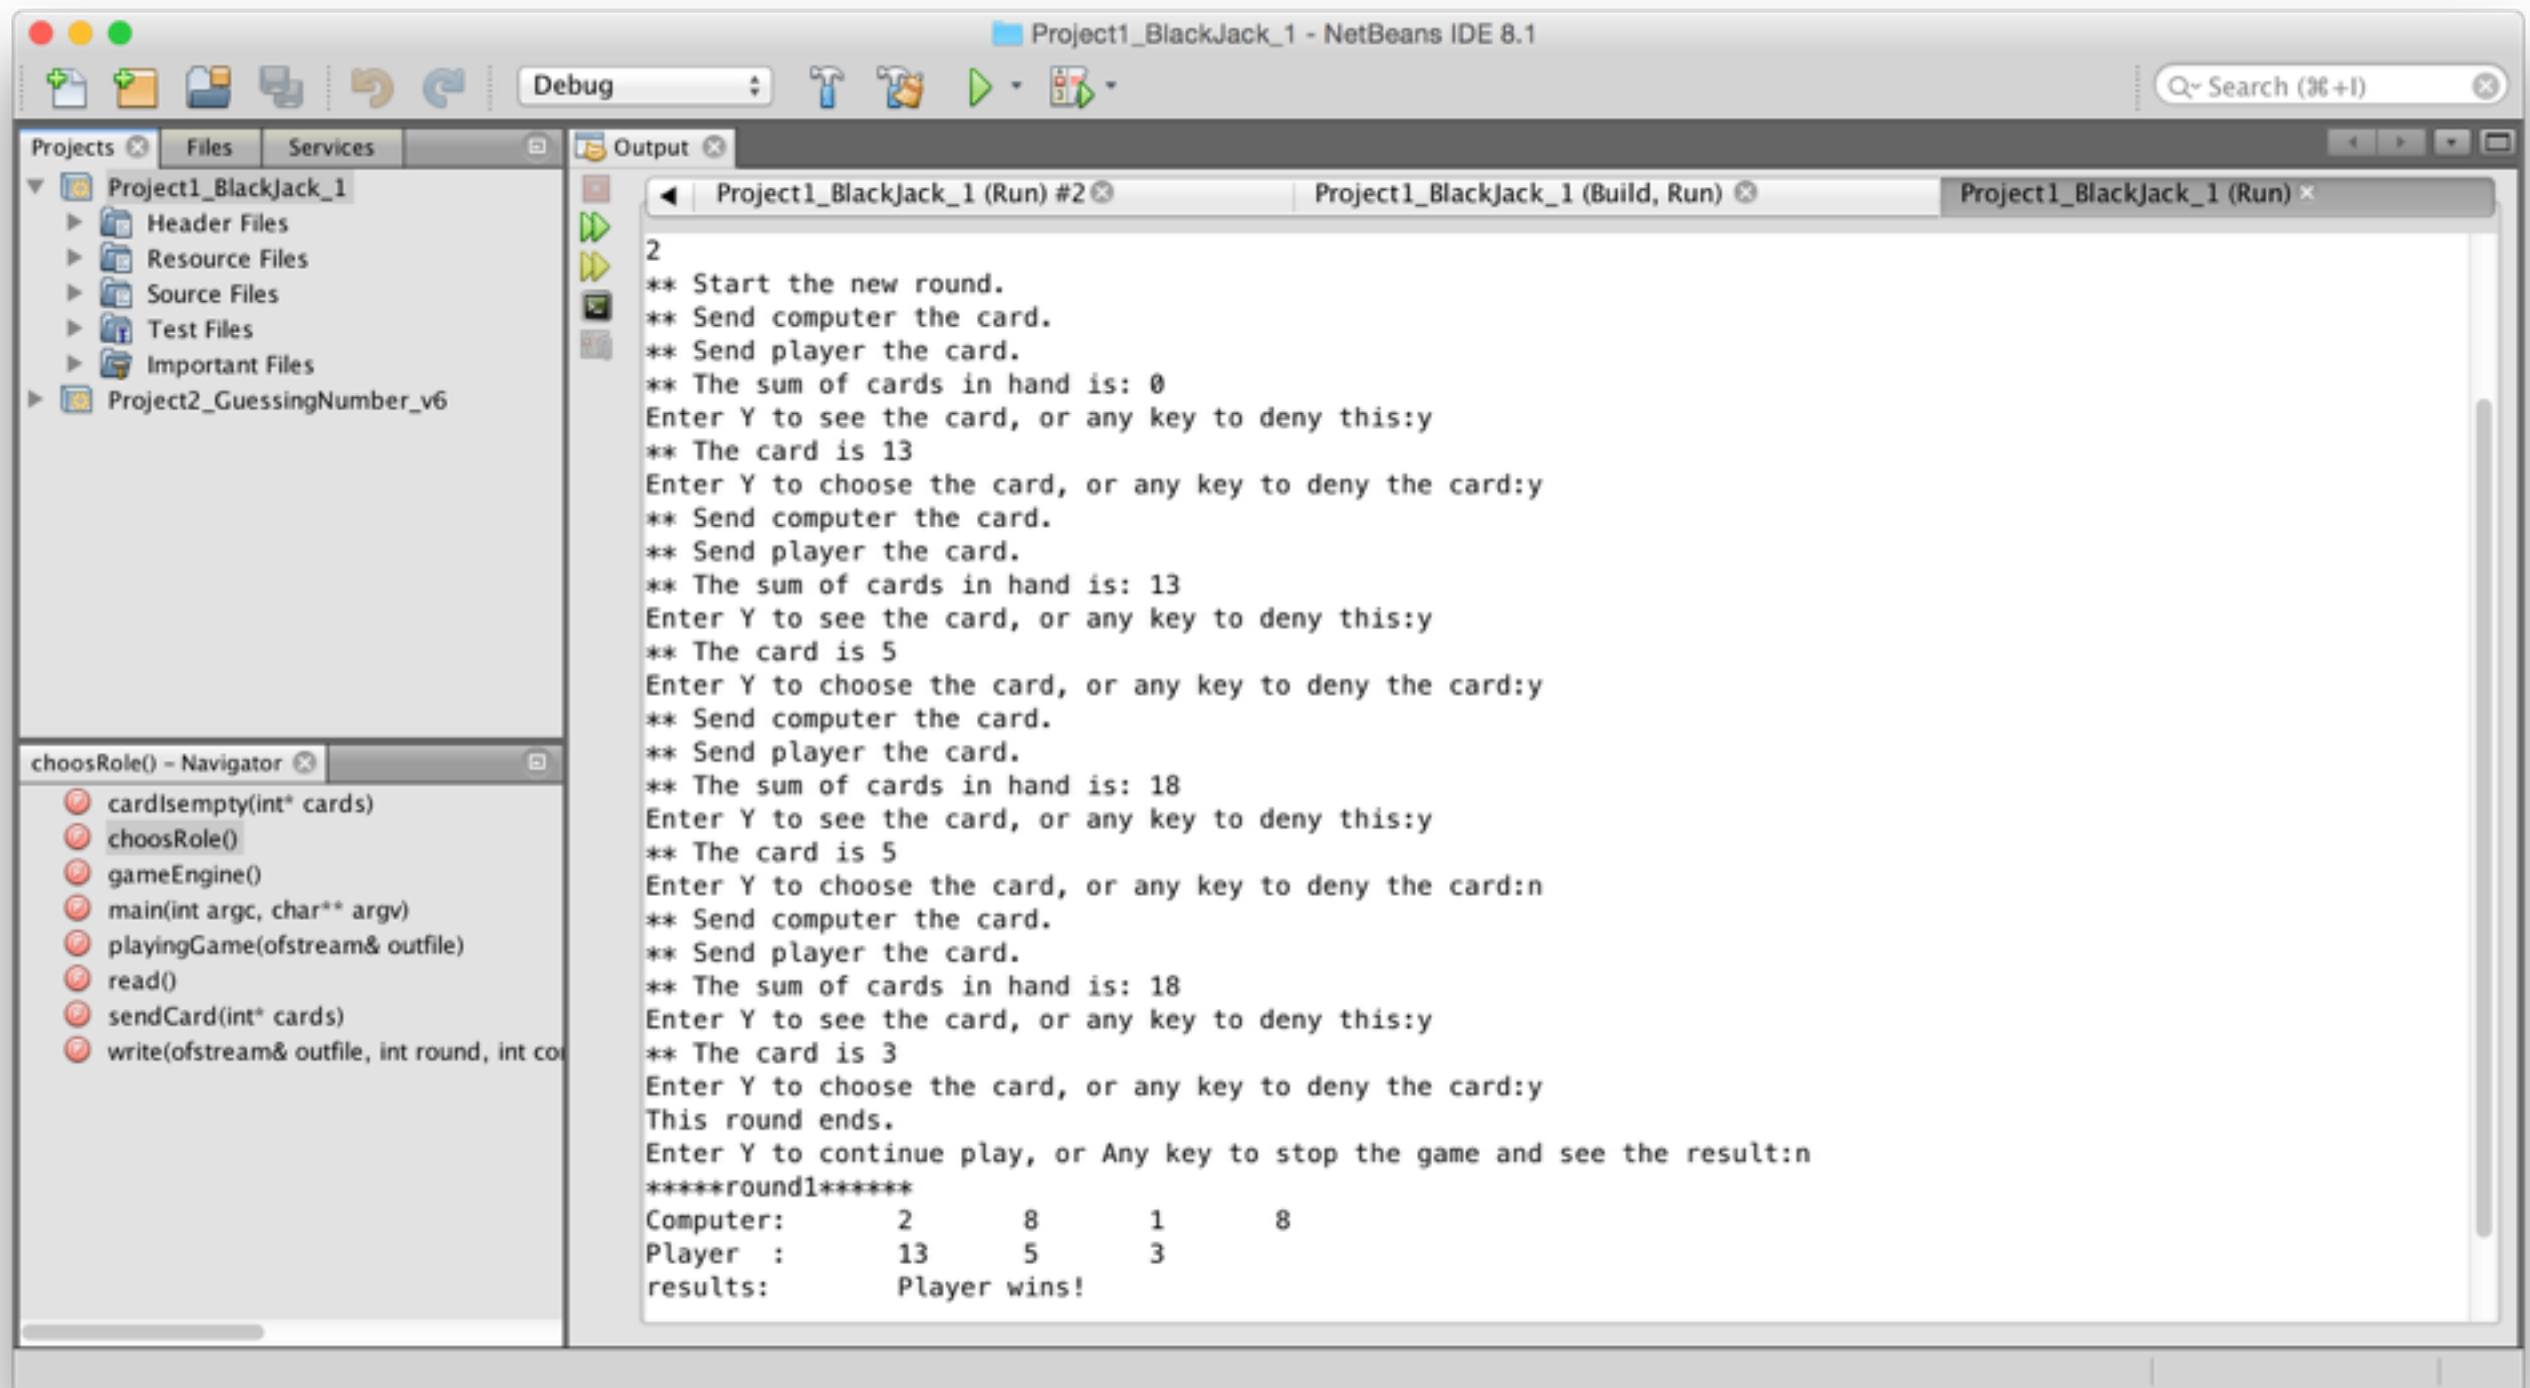 Project1_BlackJack_1 - NetBeans IDE 8.1
Debug
Search (⌘+I)
Projects Files Services
Project1_BlackJack_1
Header Files
Resource Files
Source Files
Test Files
Important Files
Project2_GuessingNumber_v6
choosRole() - Navigator
cardIsempty(int* cards)
choosRole()
gameEngine()
main(int argc, char** argv)
playingGame(ofstream& outfile)
read()
sendCard(int* cards)
write(ofstream& outfile, int round, int co
Output
Project1_BlackJack_1 (Run) #2 Project1_BlackJack_1 (Build, Run) Project1_BlackJack_1 (Run)
2
** Start the new round.
** Send computer the card.
** Send player the card.
** The sum of cards in hand is: 0
Enter Y to see the card, or any key to deny this:y
** The card is 13
Enter Y to choose the card, or any key to deny the card:y
** Send computer the card.
** Send player the card.
** The sum of cards in hand is: 13
Enter Y to see the card, or any key to deny this:y
** The card is 5
Enter Y to choose the card, or any key to deny the card:y
** Send computer the card.
** Send player the card.
** The sum of cards in hand is: 18
Enter Y to see the card, or any key to deny this:y
** The card is 5
Enter Y to choose the card, or any key to deny the card:n
** Send computer the card.
** Send player the card.
** The sum of cards in hand is: 18
Enter Y to see the card, or any key to deny this:y
** The card is 3
Enter Y to choose the card, or any key to deny the card:y
This round ends.
Enter Y to continue play, or Any key to stop the game and see the result:n
*****round1******
Computer: 2 8 1 8
Player : 13 5 3
results: Player wins!